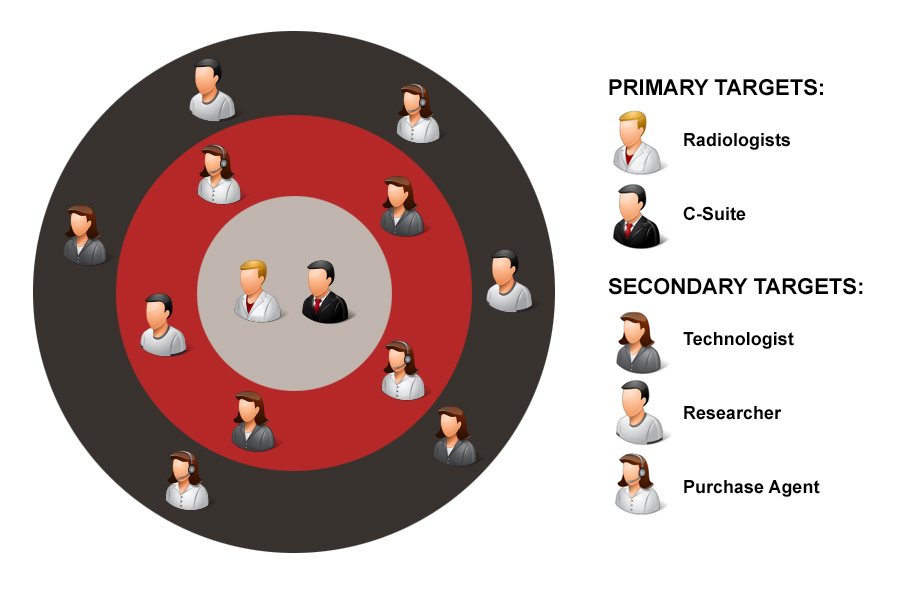 PRIMARY TARGETS:
Radiologists
C-Suite
SECONDARY TARGETS:
Technologist
Researcher
Purchase Agent